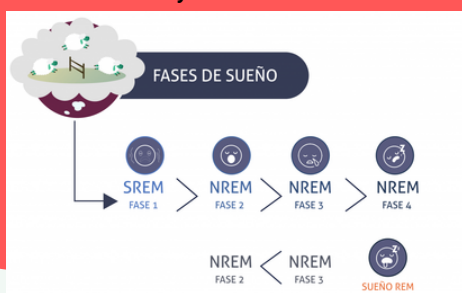 FASES DE SUEÑO
SREM NREM NREM NREM
FASE 1 FASE 2 FASE 3 FASE 4
NREM NREM
FASE 2 FASE 3 SUEÑO REM